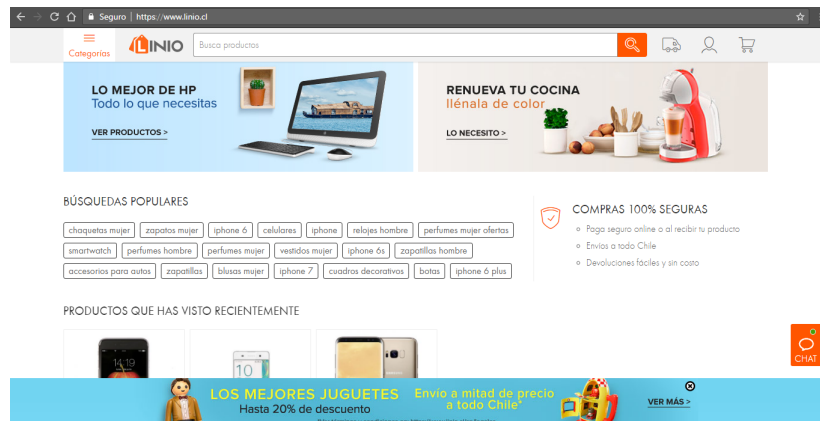 Seguro | https://www.linio.cl
Categorías
LINIO
Busca productos
LO MEJOR DE HP
Todo lo que necesitas
VER PRODUCTOS >
RENUEVA TU COCINA
llénala de color
LO NECESITO >
BÚSQUEDAS POPULARES
chaquetas mujer zapatos mujer iphone 6 celulares iphone relojes hombre perfumes mujer ofertas
smartwatch perfumes hombre perfumes mujer vestidos mujer iphone 6s zapatillas hombre
accesorios para autos zapatillas blusas mujer iphone 7 cuadros decorativos botas iphone 6 plus
COMPRAS 100% SEGURAS
Paga seguro online o al recibir tu producto
Envíos a todo Chile
Devoluciones fáciles y sin costo
PRODUCTOS QUE HAS VISTO RECIENTEMENTE
14:19
10
CHAT
LOS MEJORES JUGUETES
Hasta 20% de descuento
Envío a mitad de precio
a todo Chile*
VER MÁS >